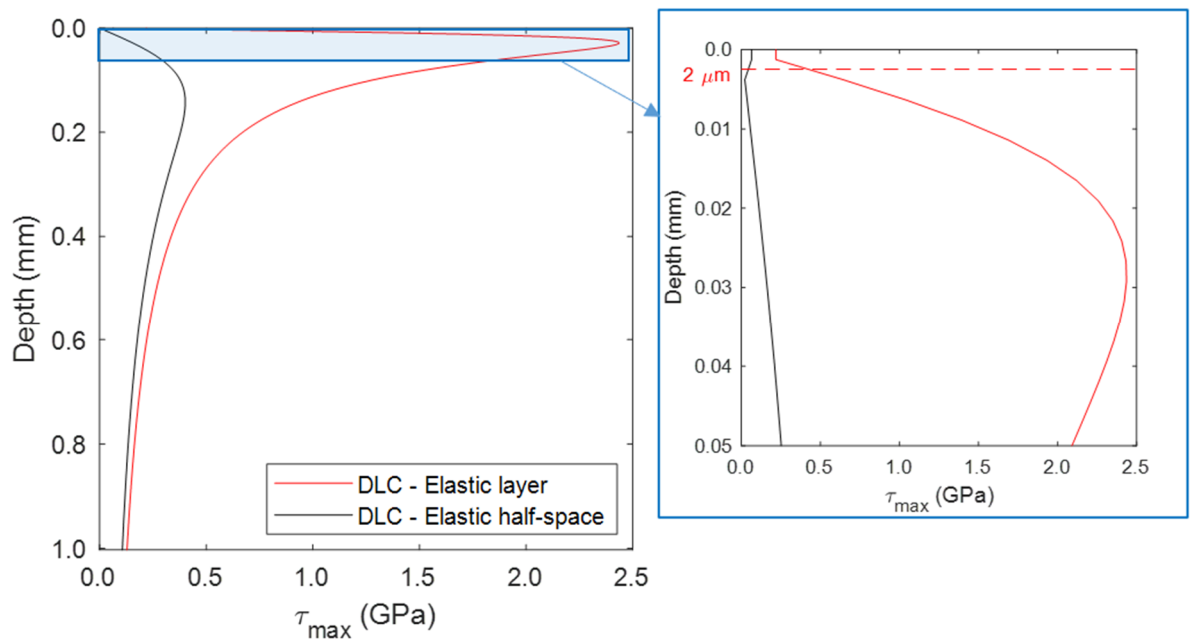 0.0
0.2
0.4
0.6
0.8
1.0
Depth (mm)
0.0 0.5 1.0 1.5 2.0 2.5
τmax (GPa)
DLC - Elastic layer
DLC - Elastic half-space
0.0
2 μm
0.01
0.02
0.03
0.04
0.05
Depth (mm)
0.0 0.5 1.0 1.5 2.0 2.5
τmax (GPa)